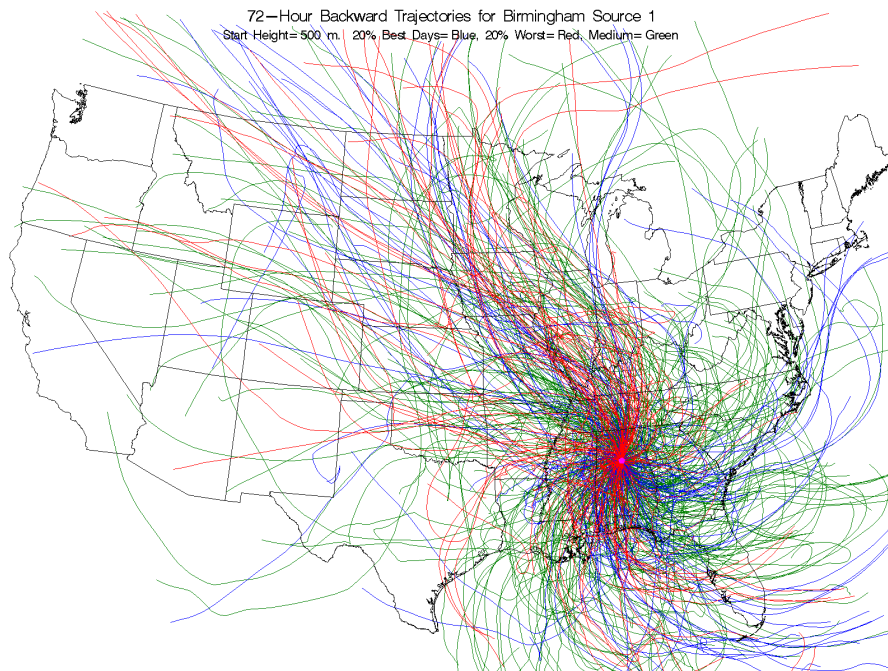 72—Hour Backward Trajectories for Birmingham Source 1
Start Height= 500 m. 20% Best Days= Blue, 20% Worst= Red, Medium= Green